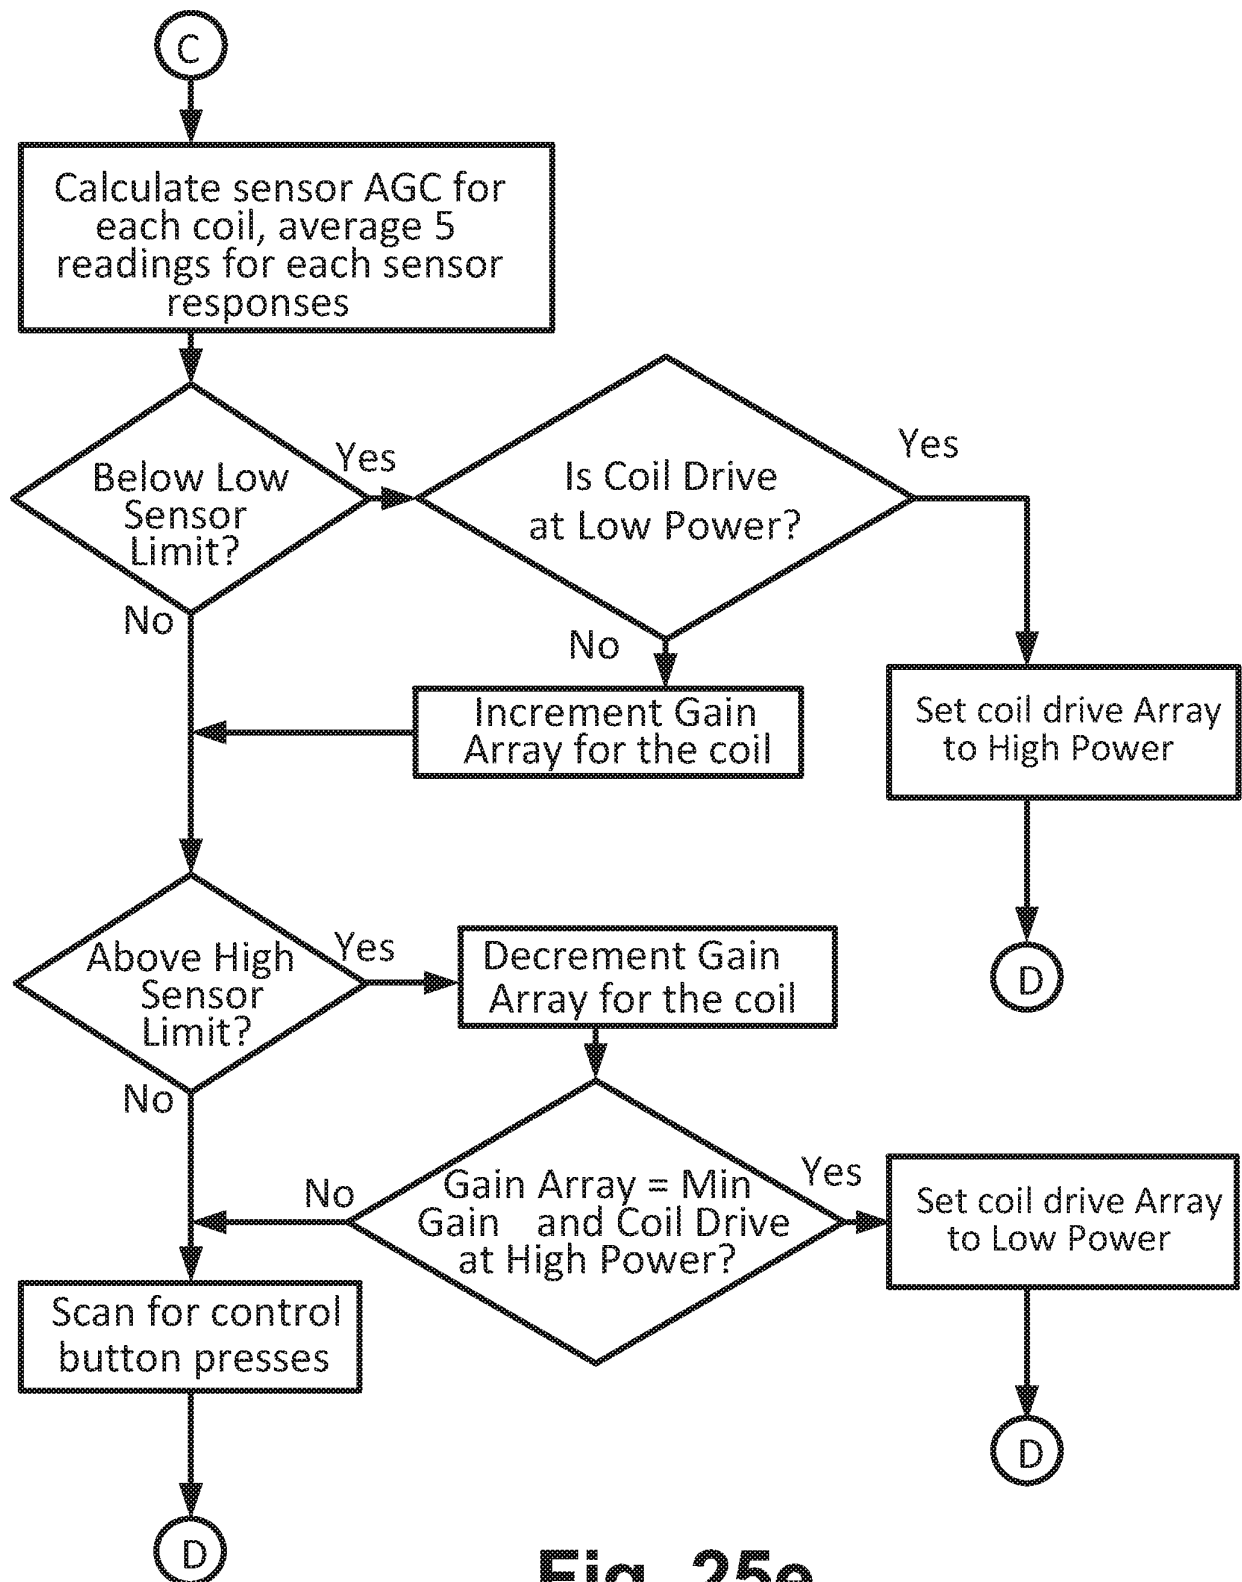 C
Calculate sensor AGC for
each coil, average 5
readings for each sensor
responses
Below Low
Sensor
Limit?
Yes
No
Is Coil Drive
at Low Power?
Yes
No
Increment Gain
Array for the coil
Set coil drive Array
to High Power
D
Above High
Sensor
Limit?
Yes
No
Decrement Gain
Array for the coil
Gain Array = Min
Gain and Coil Drive
at High Power?
No
Yes
Set coil drive Array
to Low Power
D
Scan for control
button presses
D
Fig. 25e